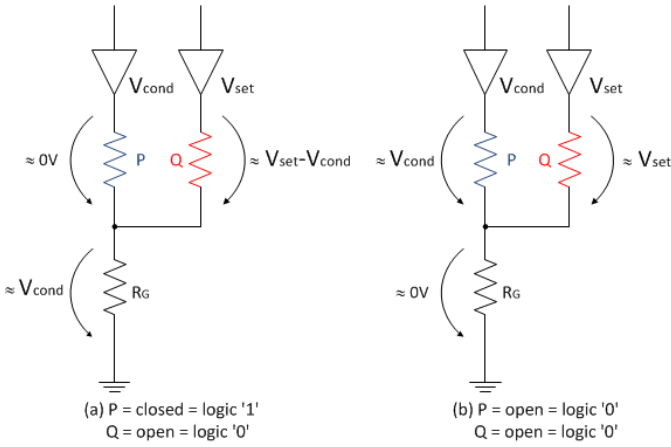 Vcond
Vset
≈ 0V
P
Q
≈ Vset-Vcond
≈ Vcond
RG
(a) P = closed = logic '1'
Q = open = logic '0'
Vcond
Vset
≈ Vcond
P
Q
≈ Vset
≈ 0V
RG
(b) P = open = logic '0'
Q = open = logic '0'